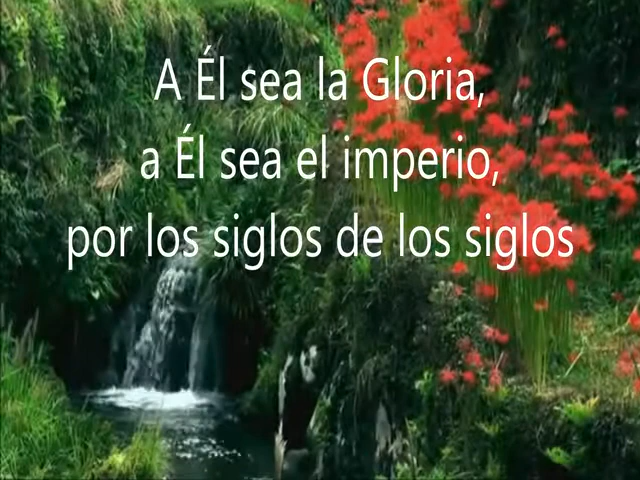 A Él sea la Gloria,
a Él sea el imperio,
por los siglos de los siglos